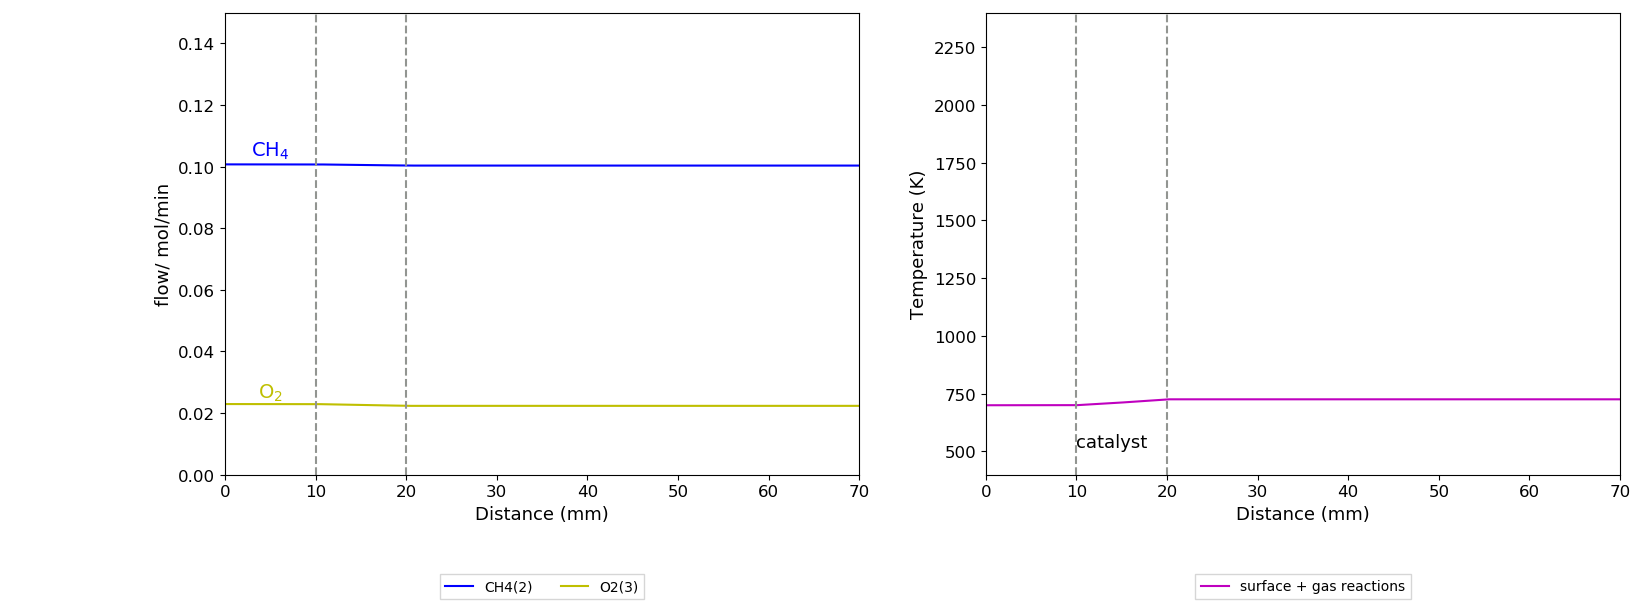 0.14
0.12
0.10
0.08
0.06
0.04
0.02
0.00
flow/ mol/min
CH₄
O₂
0 10 20 30 40 50 60 70
Distance (mm)
CH4(2) O2(3)
2250
2000
1750
1500
1250
1000
750
500
Temperature (K)
catalyst
0 10 20 30 40 50 60 70
Distance (mm)
surface + gas reactions